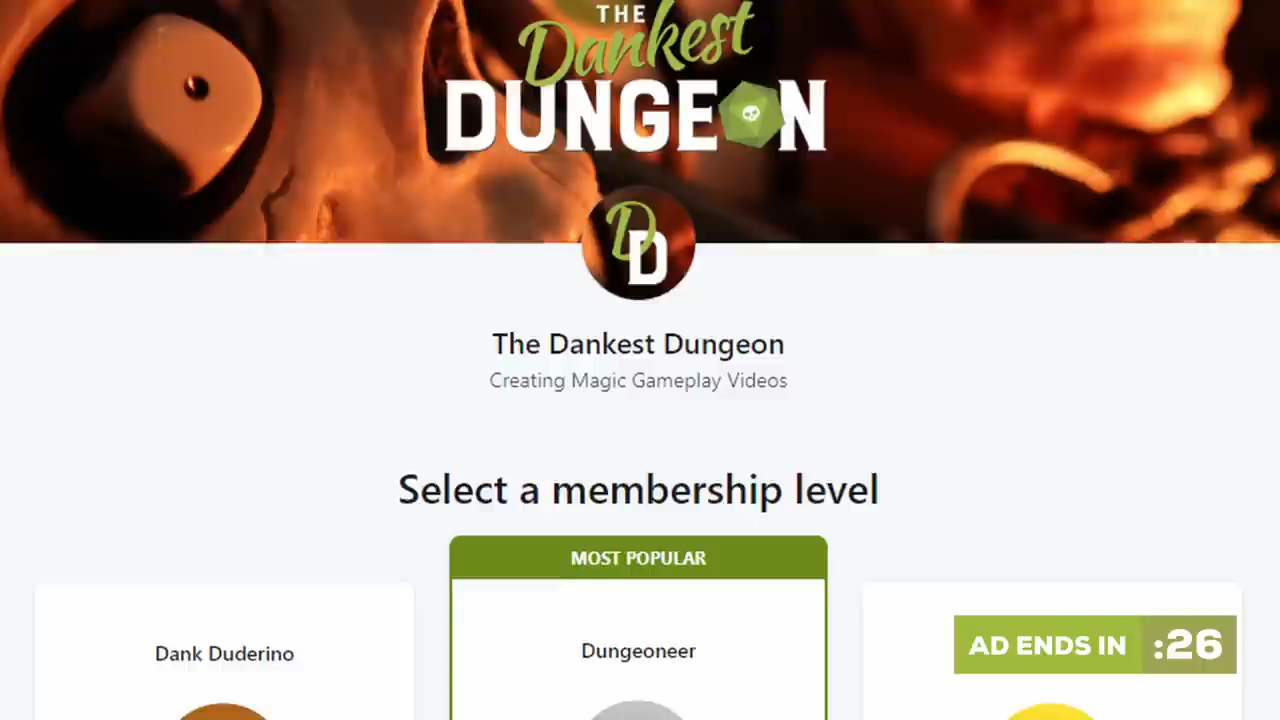 THE
Dankest
DUNGEON
DD
The Dankest Dungeon
Creating Magic Gameplay Videos
Select a membership level
MOST POPULAR
Dank Duderino
Dungeoneer
AD ENDS IN :26